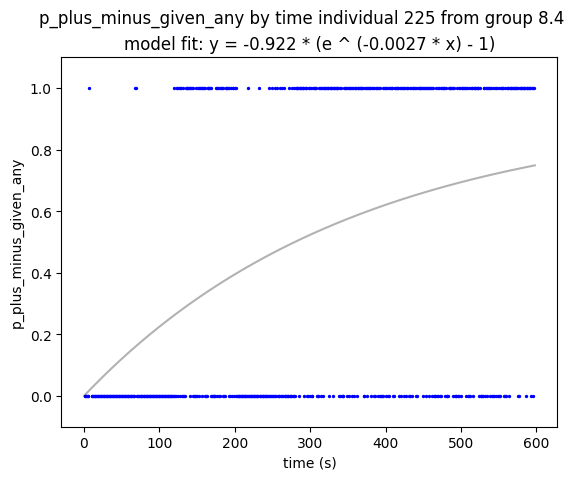 p_plus_minus_given_any by time individual 225 from group 8.4
model fit: y = -0.922 * (e ^ (-0.0027 * x) - 1)
1.0
0.8
0.6
0.4
0.2
0.0
p_plus_minus_given_any
0 100 200 300 400 500 600
time (s)